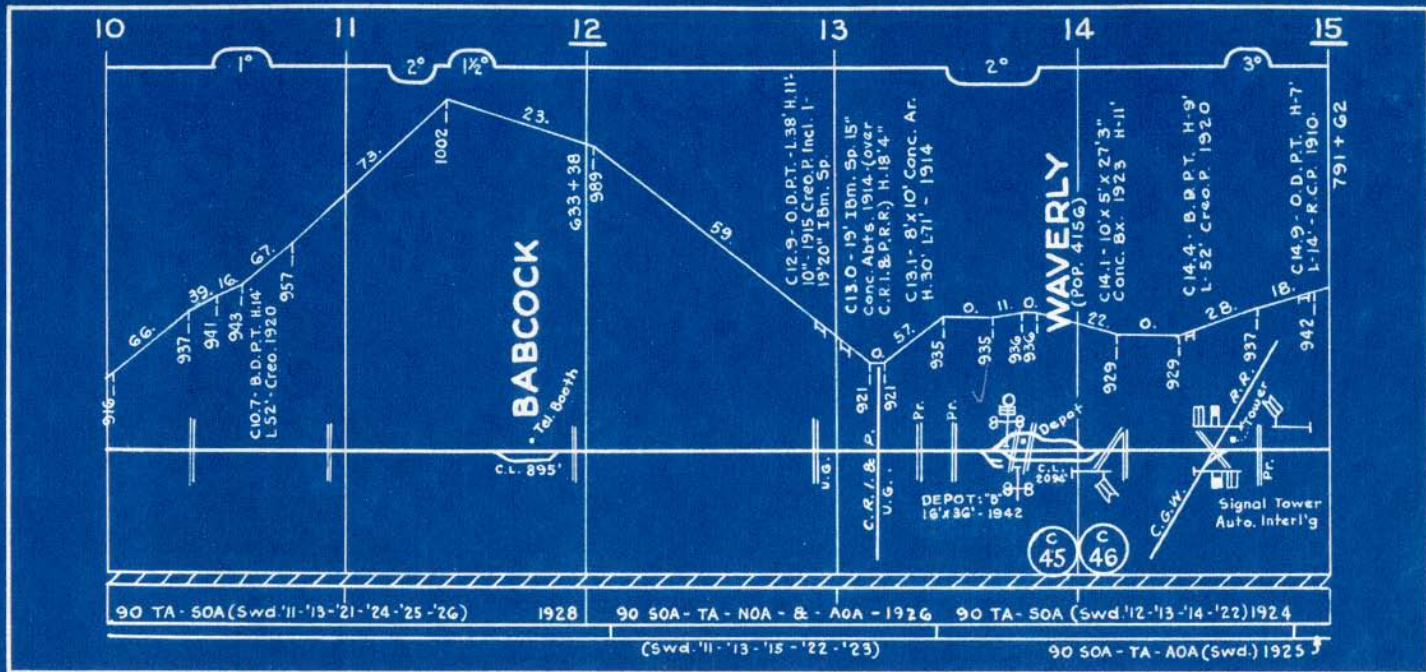 10 11 12 13 14 15
1° 2° 1½° 2° 3°
66. 39. 16. 67. 73. 23. 59. 0 57. 0. 11. 0. 22. 0. 28. 18.
916
937
941
943
957
1002
633 + 38
989
921
921
935
935
936
936
929
929
937
942
791 + 62
C10.7- B.D.P.T. H.14'
L.52'- Creo. 1920
BABCOCK
Tel. Booth
C.L. 895'
C12.9 - O.D.P.T. - L.38' H.11'-
10" - 1915 Creo. P. Incl. 1-
19'20" I Bm. Sp.
C13.0 - 19' IBm. Sp. 15"
Conc. Abts. 1914 - (over
C.R.I. & P.R.R.) H.18'4"
C13.1 - 8'X10' Conc. Ar.
H.30' L-71' - 1914
WAVERLY
(POP. 4156)
C14.1 - 10' X 5' X 27'3"
Conc. Bx. 1923 H-11'
C14.4 - B.D.P.T. H-9'
L-52' Creo. P. 1920
C14.9 - O.D.P.T. H-7'
L-14' - R.C.P. 1910.
U.G.
C.R.I. & P.
U.G.
Pr.
Pr.
Depot
C.L.
2094'
DEPOT: "B"
16'x36' - 1942
C.G.W.
R.R.
Tower
Pr.
Signal Tower
Auto. Interl'g
C
45
C
46
90 TA - SOA (Swd. '11 - '13 - '21 - '24 - '25 - '26) 1928
90 SOA - TA - NOA - & - AOA - 1926
90 TA - SOA (Swd. '12 - '13 - '14 - '22) 1924
(Swd. '11 - '13 - '15 - '22 - '23)
90 SOA - TA - AOA (Swd.) 1925